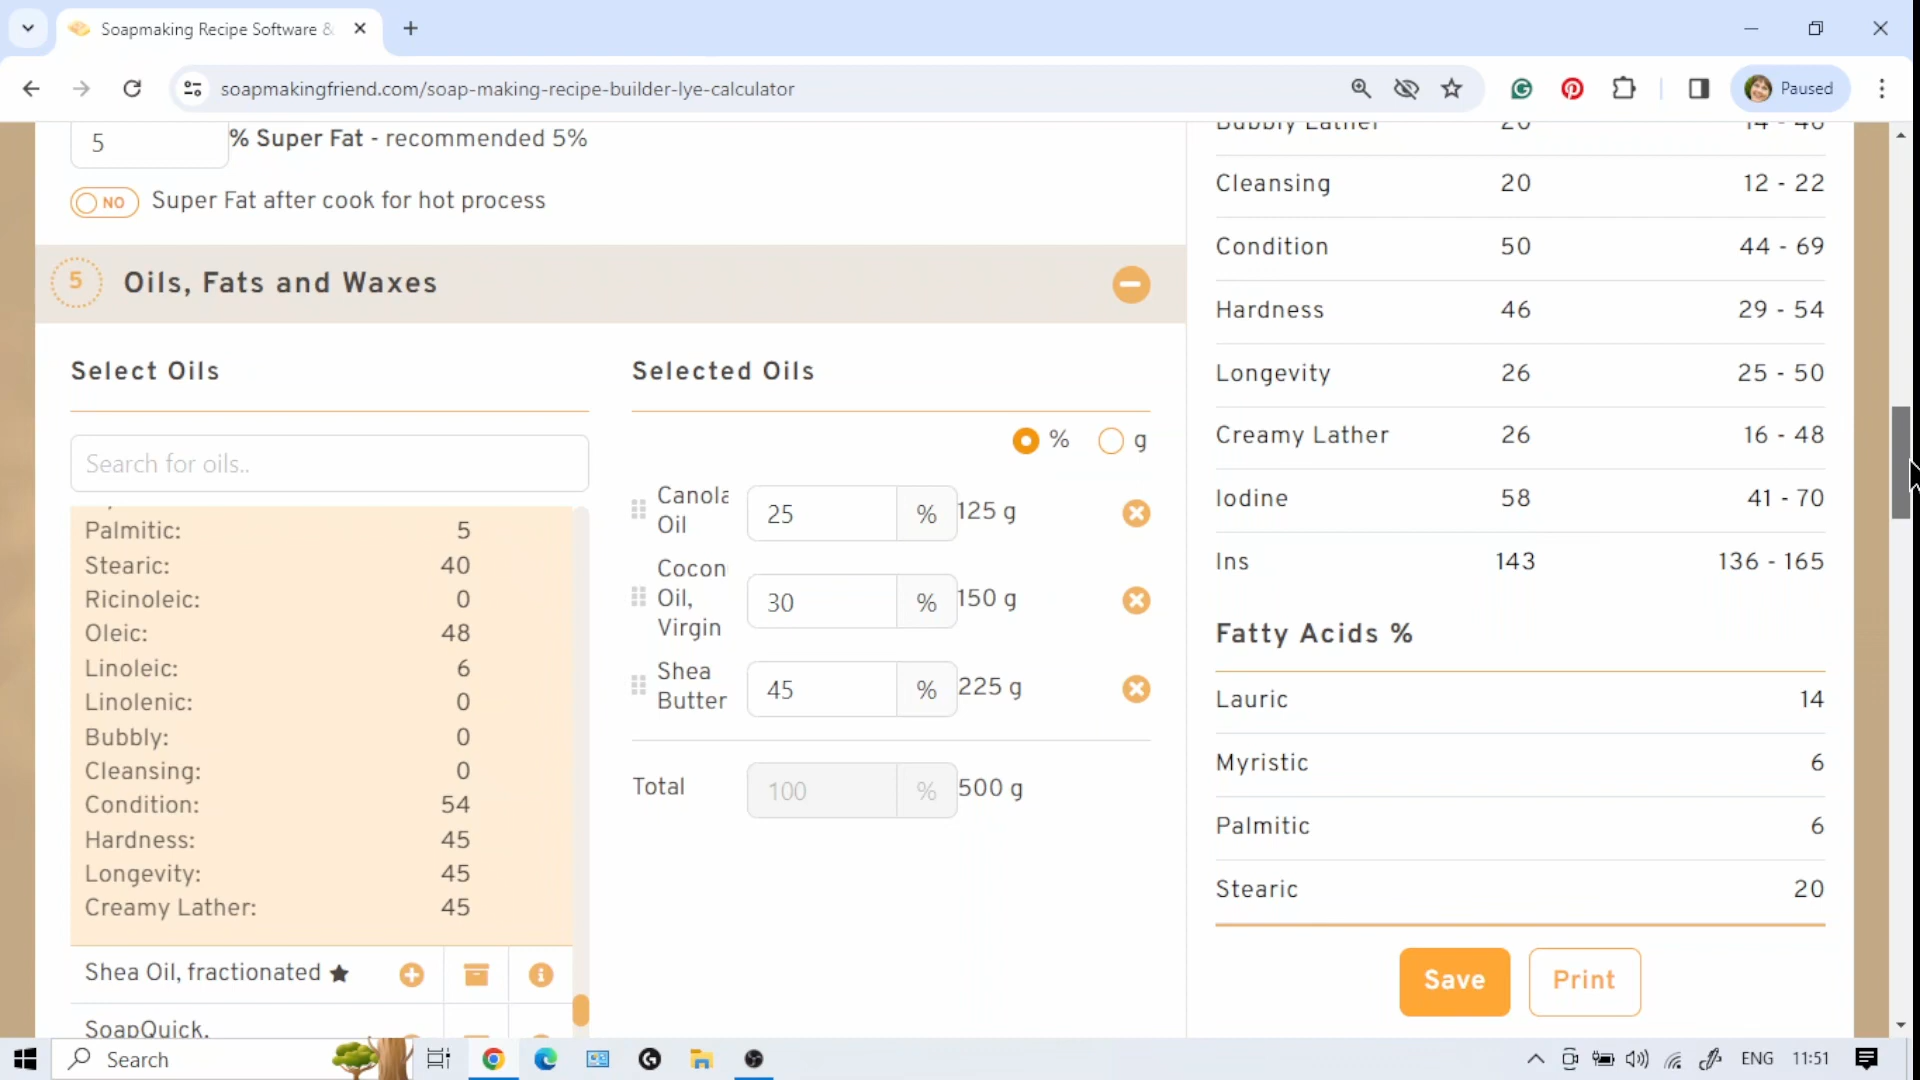 Soapmaking Recipe Software &
soapmakingfriend.com/soap-making-recipe-builder-lye-calculator
Paused
5 % Super Fat - recommended 5%
NO Super Fat after cook for hot process
5 Oils, Fats and Waxes
Select Oils
Search for oils..
Palmitic: 5
Stearic: 40
Ricinoleic: 0
Oleic: 48
Linoleic: 6
Linolenic: 0
Bubbly: 0
Cleansing: 0
Condition: 54
Hardness: 45
Longevity: 45
Creamy Lather: 45
Shea Oil, fractionated
SoapQuick,
Selected Oils
% g
Canola
Oil
25 % 125 g
Cocon
Oil,
Virgin
30 % 150 g
Shea
Butter
45 % 225 g
Total 100 % 500 g
Bubbly Lather 20 14 - 46
Cleansing 20 12 - 22
Condition 50 44 - 69
Hardness 46 29 - 54
Longevity 26 25 - 50
Creamy Lather 26 16 - 48
Iodine 58 41 - 70
Ins 143 136 - 165
Fatty Acids %
Lauric 14
Myristic 6
Palmitic 6
Stearic 20
Save Print
Search
ENG 11:51